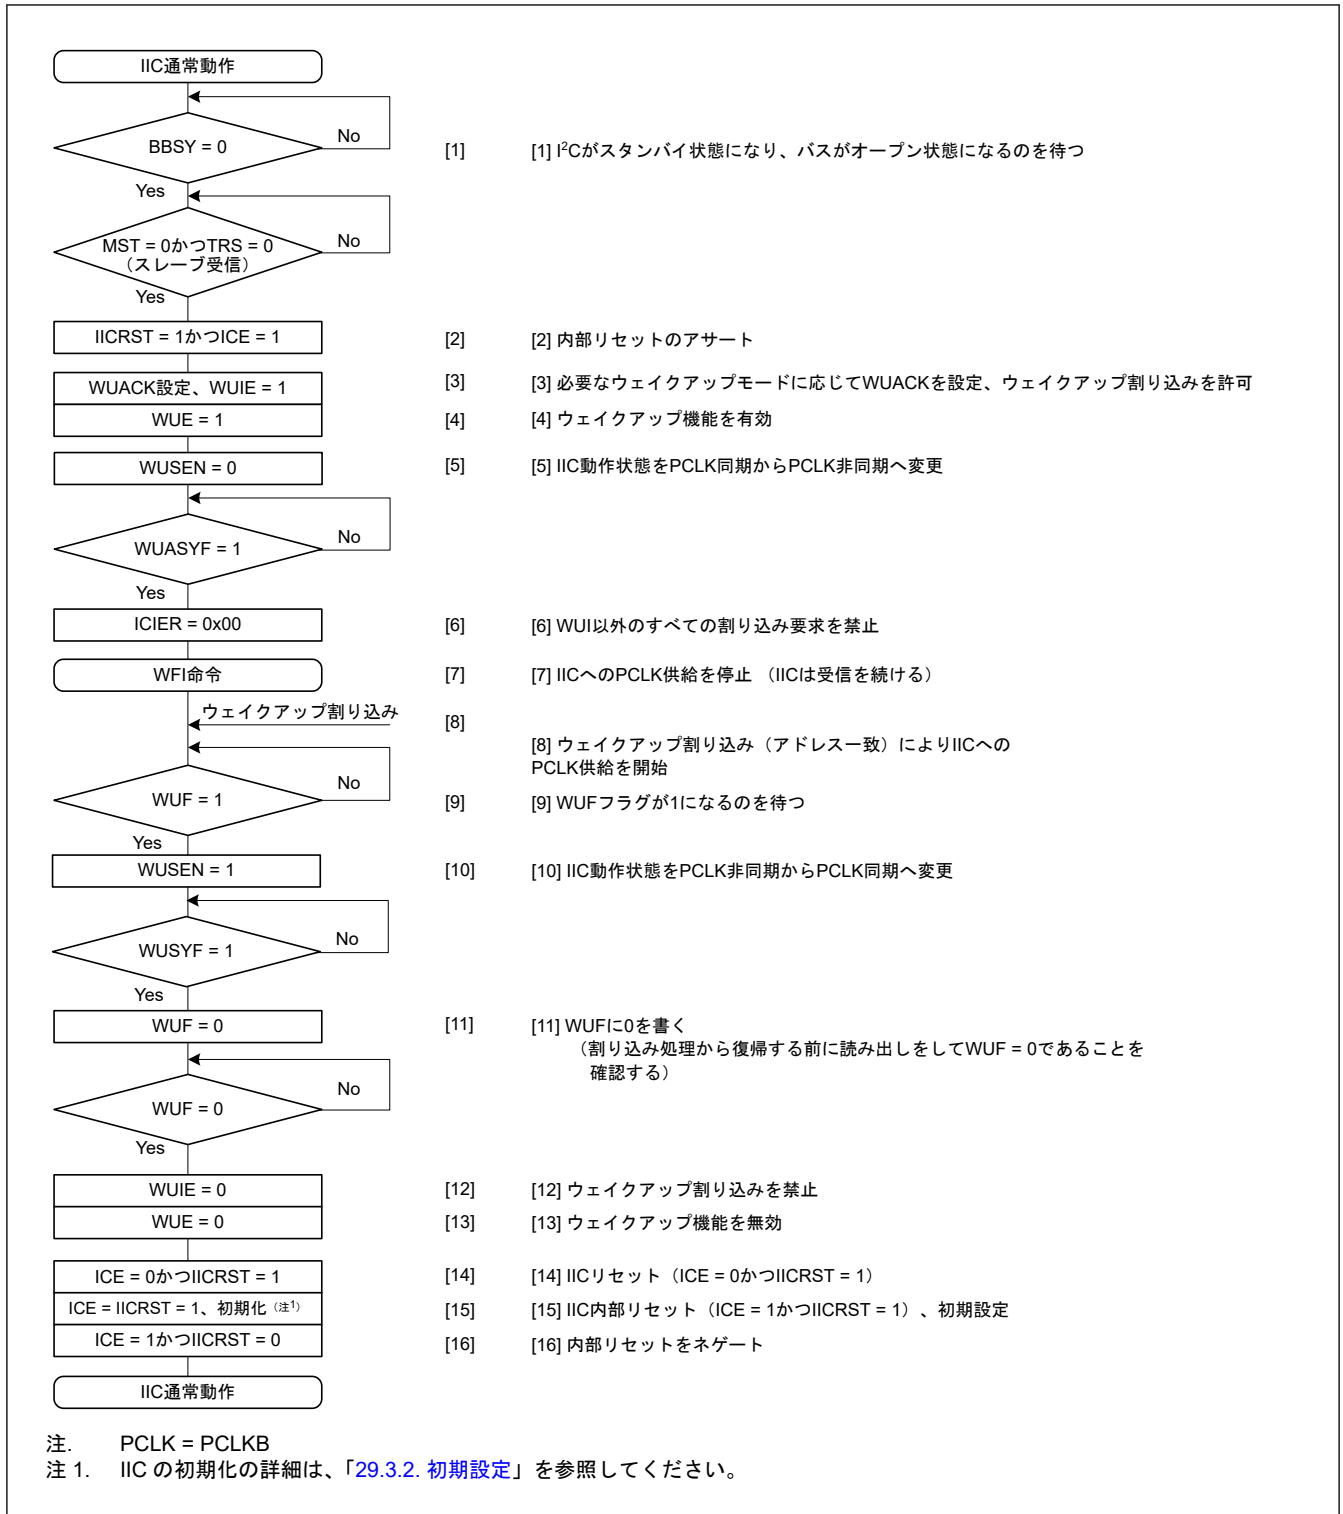 IIC通常動作
BBSY = 0
No
[1]
[1] I²Cがスタンバイ状態になり、バスがオープン状態になるのを待つ
Yes
MST = 0かつTRS = 0
（スレーブ受信）
No
Yes
IICRST = 1かつICE = 1
[2]
[2] 内部リセットのアサート
WUACK設定、WUIE = 1
[3]
[3] 必要なウェイクアップモードに応じてWUACKを設定、ウェイクアップ割り込みを許可
WUE = 1
[4]
[4] ウェイクアップ機能を有効
WUSEN = 0
[5]
[5] IIC動作状態をPCLK同期からPCLK非同期へ変更
WUASYF = 1
No
Yes
ICIER = 0x00
[6]
[6] WUI以外のすべての割り込み要求を禁止
WFI命令
[7]
[7] IICへのPCLK供給を停止 （IICは受信を続ける）
ウェイクアップ割り込み
[8]
[8] ウェイクアップ割り込み（アドレス一致）によりIICへの
PCLK供給を開始
WUF = 1
No
[9]
[9] WUFフラグが1になるのを待つ
Yes
WUSEN = 1
[10]
[10] IIC動作状態をPCLK非同期からPCLK同期へ変更
WUSYF = 1
No
Yes
WUF = 0
[11]
[11] WUFに0を書く
（割り込み処理から復帰する前に読み出しをしてWUF = 0であることを
確認する）
WUF = 0
No
Yes
WUIE = 0
[12]
[12] ウェイクアップ割り込みを禁止
WUE = 0
[13]
[13] ウェイクアップ機能を無効
ICE = 0かつIICRST = 1
[14]
[14] IICリセット（ICE = 0かつIICRST = 1）
ICE = IICRST = 1、初期化（注1）
[15]
[15] IIC内部リセット（ICE = 1かつIICRST = 1）、初期設定
ICE = 1かつIICRST = 0
[16]
[16] 内部リセットをネゲート
IIC通常動作
注. PCLK = PCLKB
注 1. IIC の初期化の詳細は、「29.3.2. 初期設定」を参照してください。